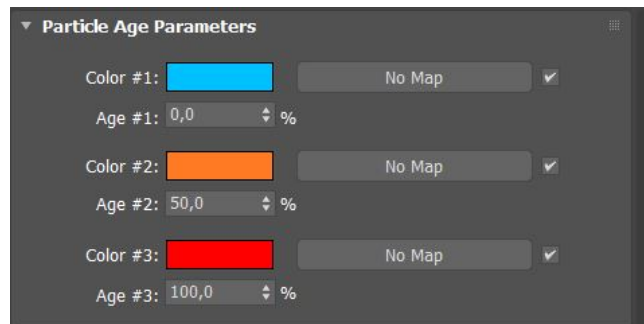 Particle Age Parameters
Color #1: No Map
Age #1: 0,0 %
Color #2: No Map
Age #2: 50,0 %
Color #3: No Map
Age #3: 100,0 %